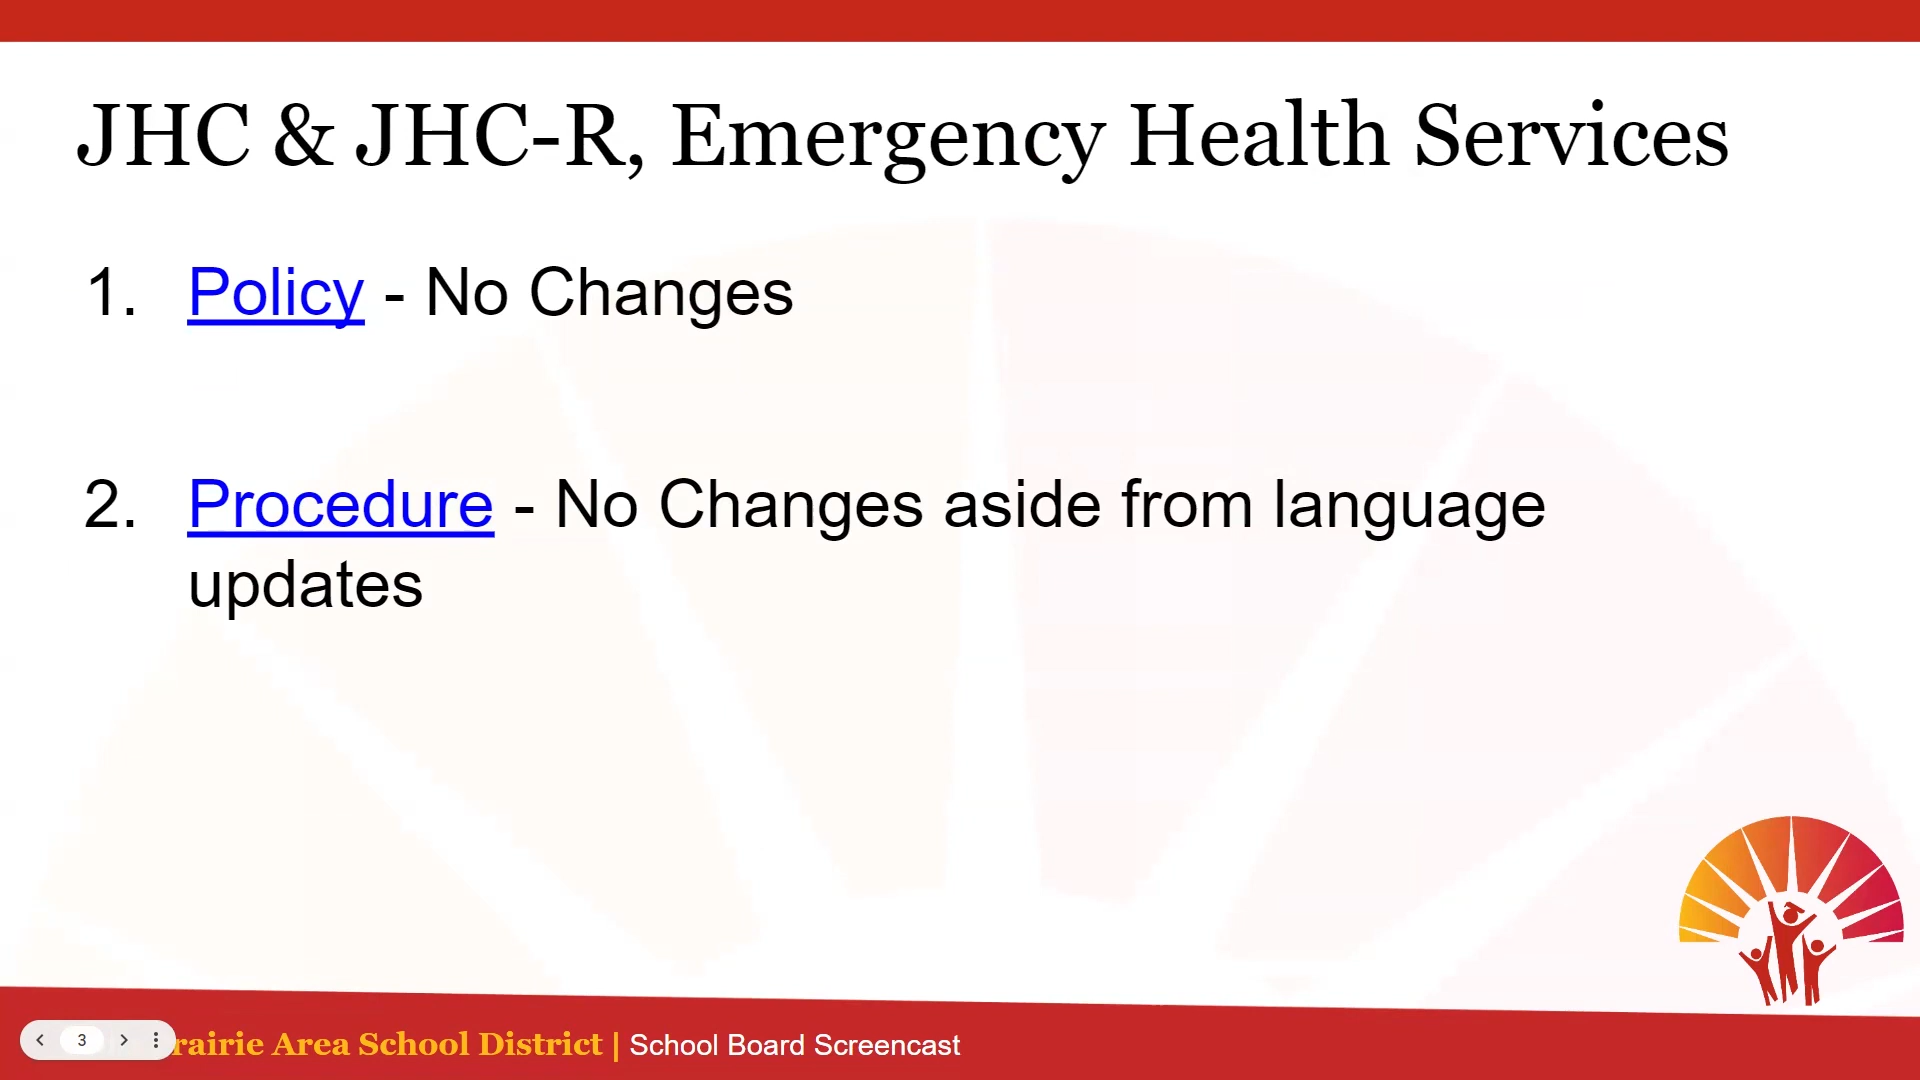 JHC & JHC-R, Emergency Health Services
1. Policy - No Changes
2. Procedure - No Changes aside from language
updates
3
Area School District | School Board Screencast